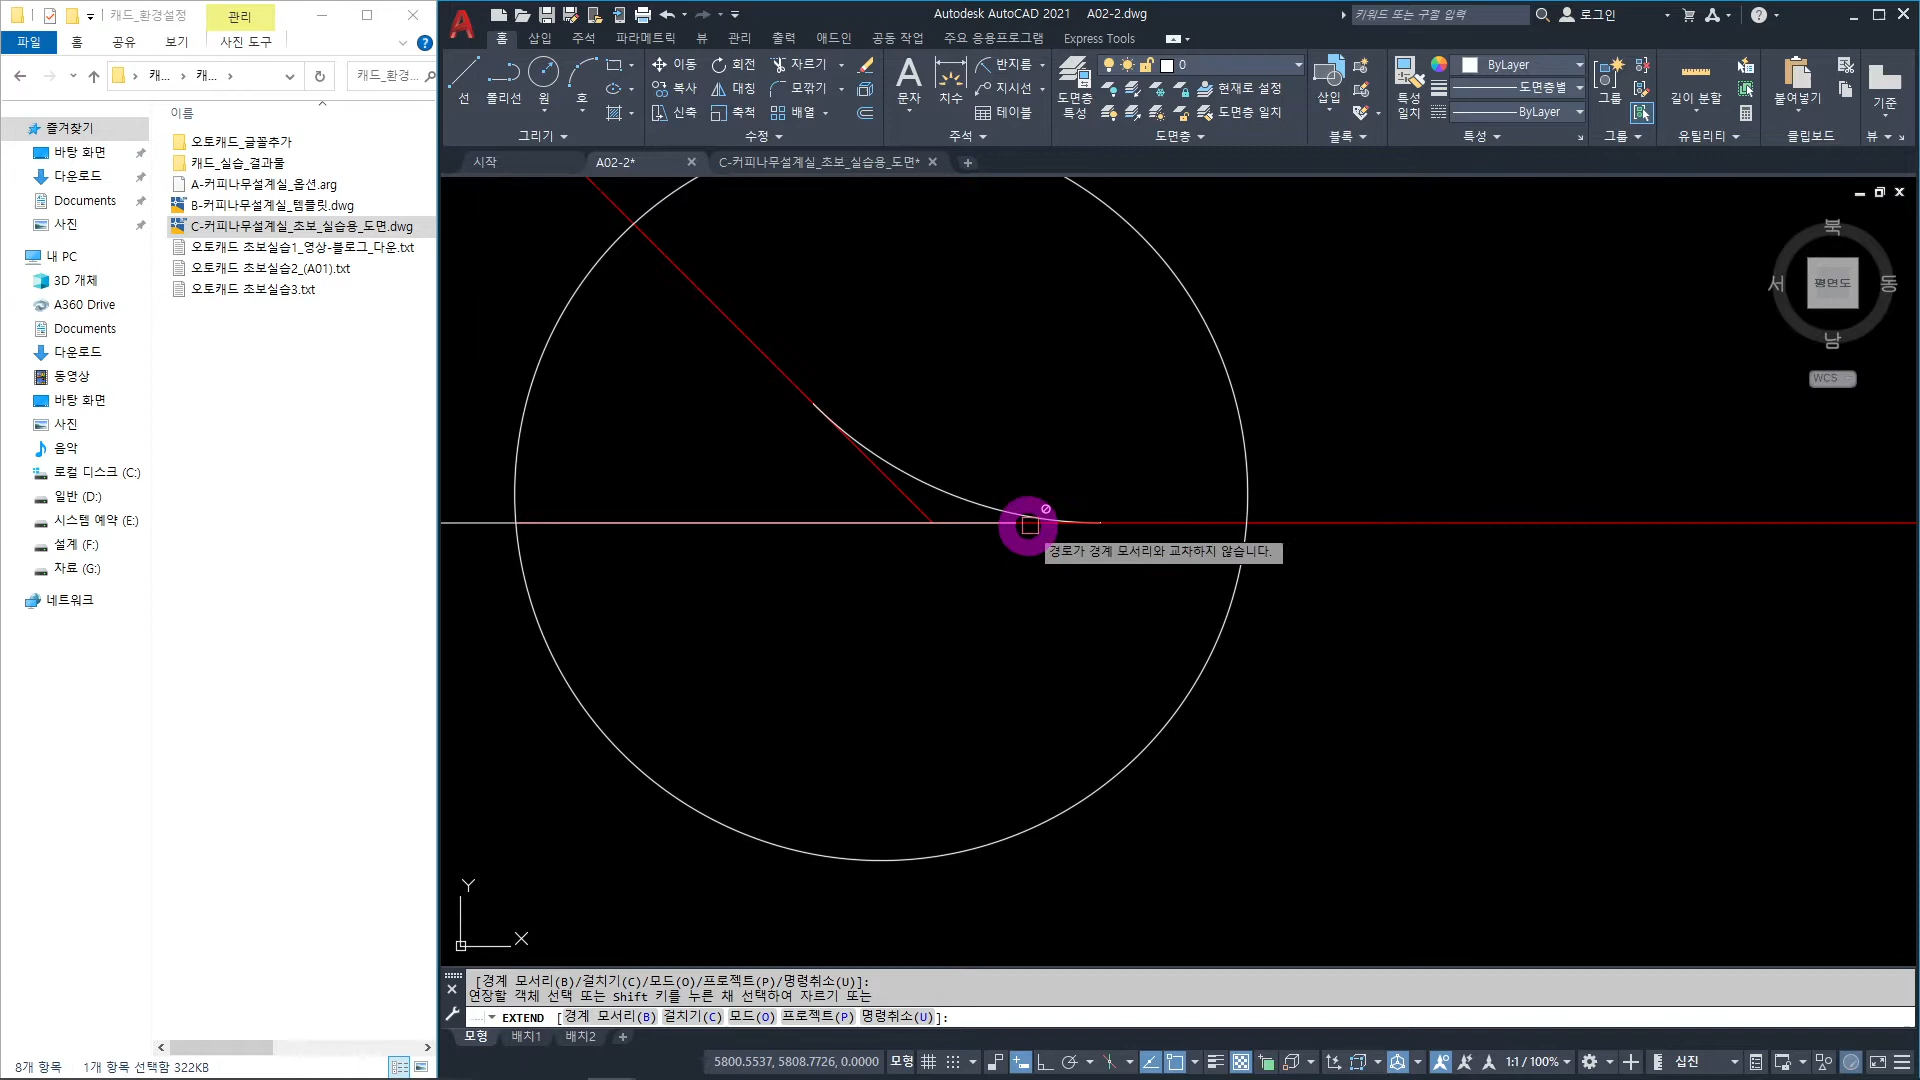 캐드_환경설정
관리
파일
홈
공유
보기
사진 도구
캐...
캐...
캐드_환경...
이름
즐겨찾기
바탕 화면
다운로드
Documents
사진
내 PC
3D 개체
A360 Drive
Documents
다운로드
동영상
바탕 화면
사진
음악
로컬 디스크 (C:)
일반 (D:)
시스템 예약 (E:)
설계 (F:)
자료 (G:)
네트워크
오토캐드_글꼴추가
캐드_실습_결과물
A-커피나무설계실_옵션.arg
B-커피나무설계실_템플릿.dwg
C-커피나무설계실_초보_실습용_도면.dwg
오토캐드 초보실습1_영상-블로그_다운.txt
오토캐드 초보실습2_(A01).txt
오토캐드 초보실습3.txt
8개 항목
1개 항목 선택함 322KB
Autodesk AutoCAD 2021 A02-2.dwg
키워드 또는 구절 입력
로그인
홈 삽입 주석 파라메트릭 뷰 관리 출력 애드인 공동 작업 주요 응용프로그램 Express Tools
선 폴리선 원 호
이동 회전 자르기
복사 대칭 모깎기
신축 축척 배열
문자 치수
반지름
지시선
테이블
도면층 특성
0
현재로 설정
도면층 일치
삽입
특성 일치
ByLayer
도면층별
ByLayer
그룹
길이 분할
붙여넣기
기준
그리기 수정 주석 도면층 블록 특성 그룹 유틸리티 클립보드 뷰
시작
A02-2*
C-커피나무설계실_초보_실습용_도면*
북
서
평면도
동
남
WCS
경로가 경계 모서리와 교차하지 않습니다.
Y
X
[경계 모서리(B)/걸치기(C)/모드(O)/프로젝트(P)/명령취소(U)]:
연장할 객체 선택 또는 Shift 키를 누른 채 선택하여 자르기 또는
EXTEND [경계 모서리(B) 걸치기(C) 모드(O) 프로젝트(P) 명령취소(U)]:
모형 배치1 배치2
5800.5537, 5808.7726, 0.0000
모형
1:1 / 100%
십진